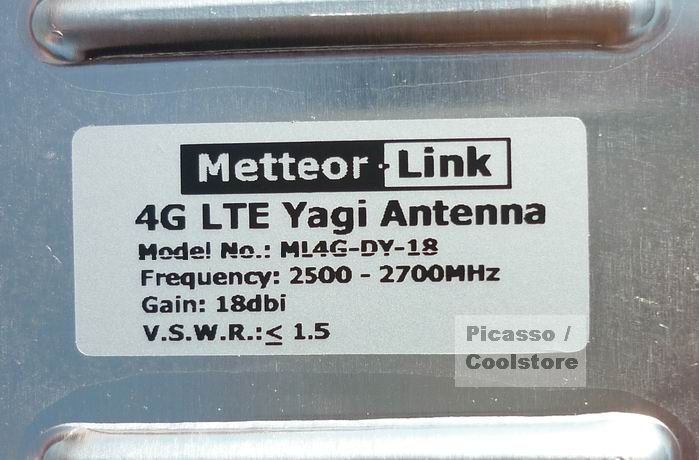 Metteor-Link
4G LTE Yagi Antenna
Model No.: ML4G-DY-18
Frequency: 2500 - 2700MHz
Gain: 18dbi
V.S.W.R.:≤ 1.5
Picasso /
Coolstore